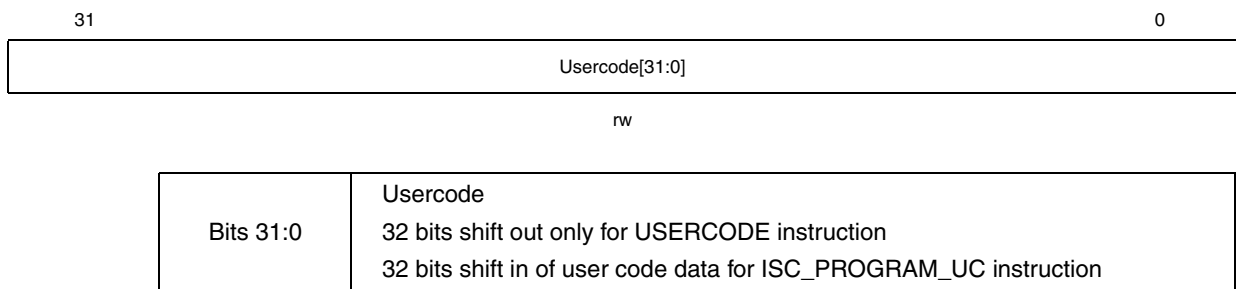 31 0
Usercode[31:0]
rw
Usercode
Bits 31:0 32 bits shift out only for USERCODE instruction
32 bits shift in of user code data for ISC_PROGRAM_UC instruction